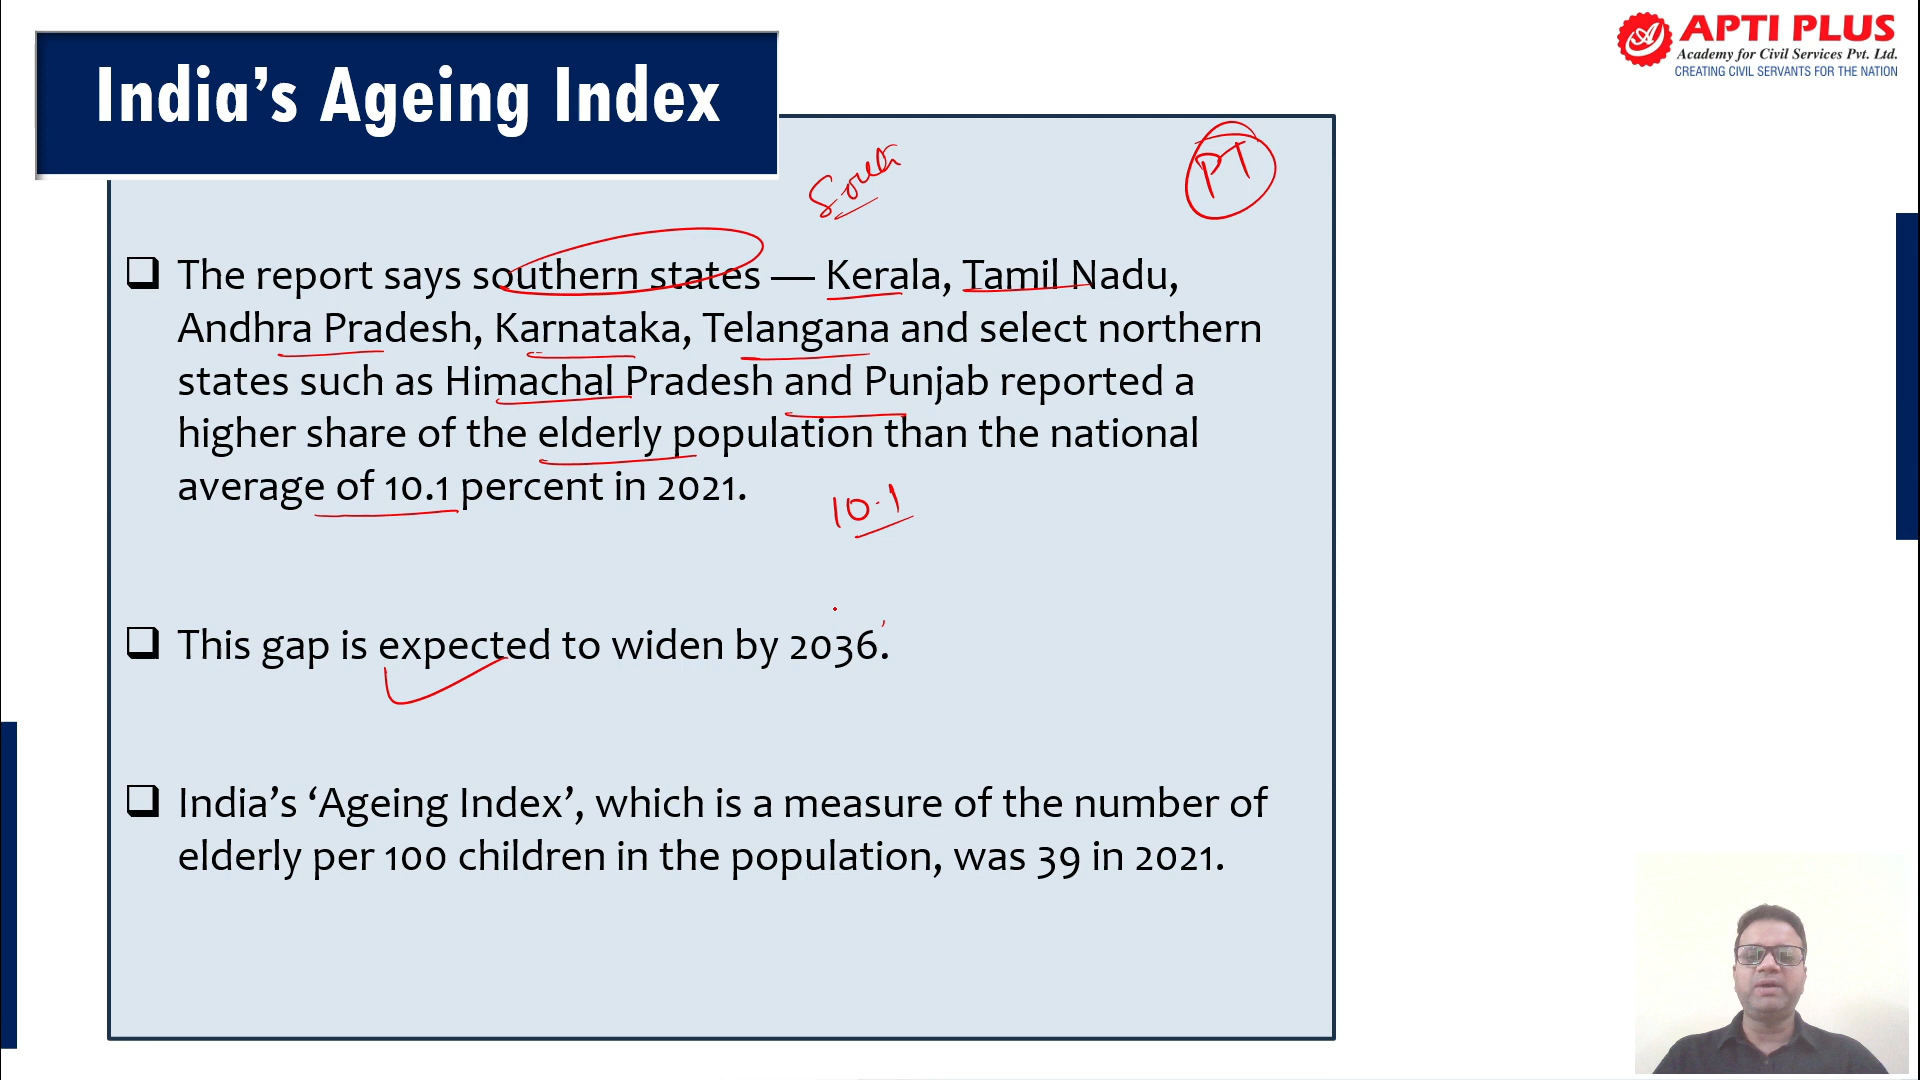 India's Ageing Index
APTI PLUS
Academy for Civil Services Pvt. Ltd.
CREATING CIVIL SERVANTS FOR THE NATION
South
PT
❑ The report says southern states — Kerala, Tamil Nadu,
Andhra Pradesh, Karnataka, Telangana and select northern
states such as Himachal Pradesh and Punjab reported a
higher share of the elderly population than the national
average of 10.1 percent in 2021.
10.1
❑ This gap is expected to widen by 2036.
❑ India's ‘Ageing Index’, which is a measure of the number of
elderly per 100 children in the population, was 39 in 2021.